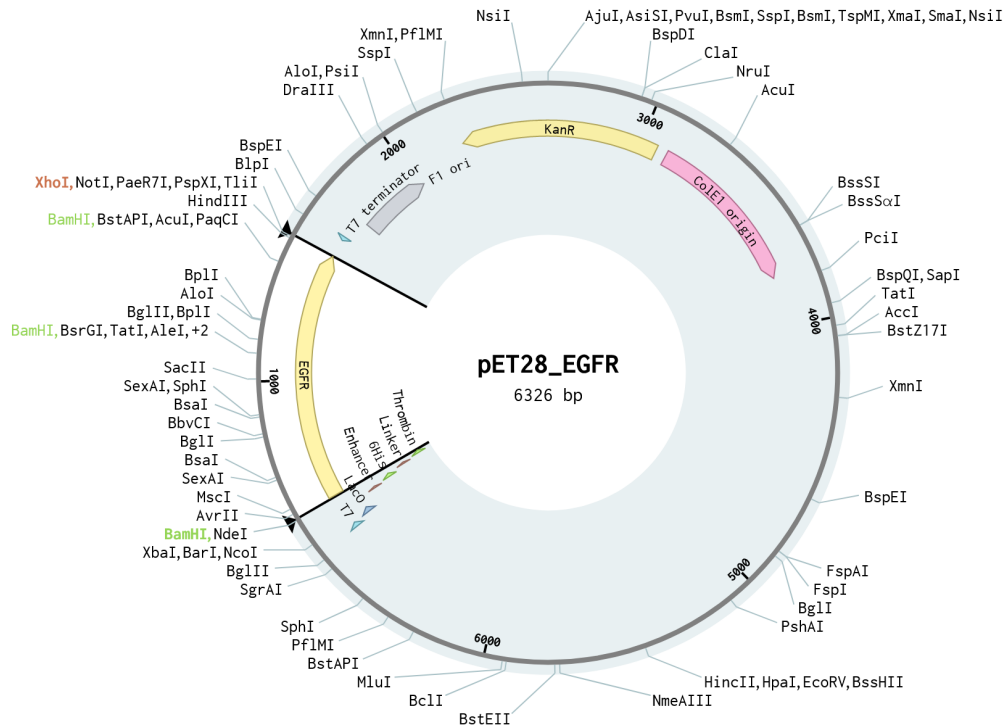 NsiI
AjuI,AsiSI,PvuI,BsmI,SspI,BsmI,TspMI,XmaI,SmaI,NsiI
XmnI,PflMI
BspDI
SspI
ClaI
AloI,PsiI
NruI
DraIII
AcuI
BspEI
BlpI
XhoI,NotI,PaeR7I,PspXI,TliI
HindIII
BamHI,BstAPI,AcuI,PaqCI
BplI
AloI
BglII,BplI
BamHI,BsrGI,TatI,AleI,+2
SacII
SexAI,SphI
BsaI
BbvCI
BglI
BsaI
SexAI
MscI
AvrII
BamHI,NdeI
XbaI,BarI,NcoI
BglII
SgrAI
SphI
PflMI
BstAPI
MluI
BclI
BstEII
NmeAIII
HincII,HpaI,EcoRV,BssHII
PshAI
BglI
FspI
FspAI
BspEI
XmnI
BstZ17I
AccI
TatI
BspQI,SapI
PciI
BssSαI
BssSI
1000
2000
3000
4000
5000
6000
KanR
ColE1 origin
F1 ori
T7 terminator
EGFR
Thrombin
Linker
6His
Enhancer
LacO
T7
pET28_EGFR
6326 bp